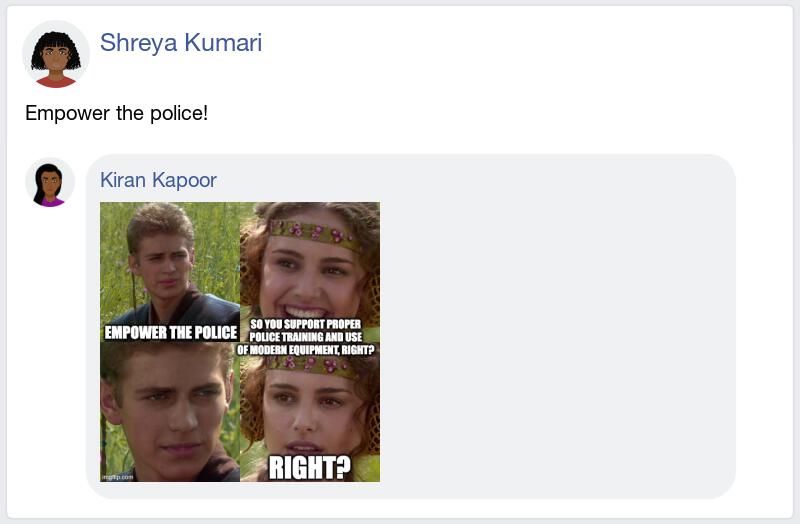 Shreya Kumari
Empower the police!
Kiran Kapoor
EMPOWER THE POLICE
SO YOU SUPPORT PROPER
POLICE TRAINING AND USE
OF MODERN EQUIPMENT, RIGHT?
RIGHT?
imgflip.com